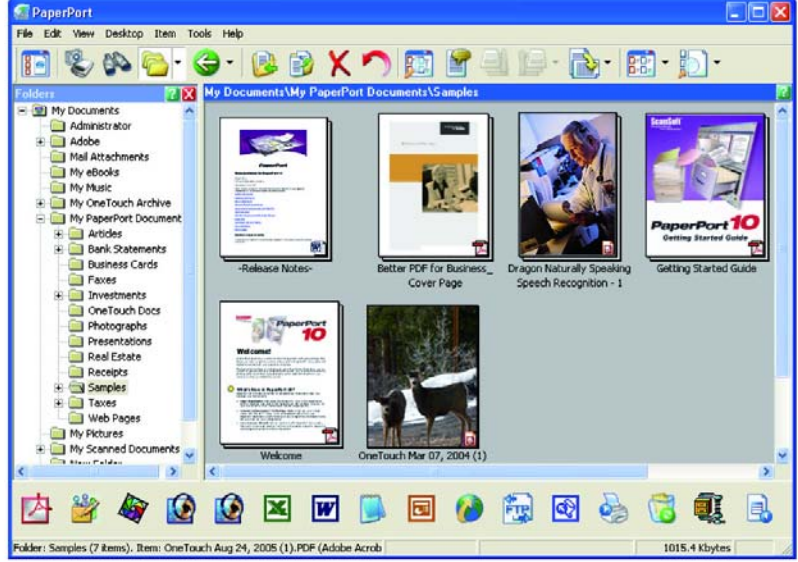 PaperPort
File Edit View Desktop Item Tools Help
Folders
My Documents\My PaperPort Documents\Samples
My Documents
Administrator
Adobe
Mail Attachments
My eBooks
My Music
My OneTouch Archive
My PaperPort Document
Articles
Bank Statements
Business Cards
Faxes
Investments
OneTouch Docs
Photographs
Presentations
Real Estate
Receipts
Samples
Taxes
Web Pages
My Pictures
My Scanned Documents
New Folder
PaperPort
-Release Notes-
Better PDF for Business_
Cover Page
Dragon Naturally Speaking
Speech Recognition - 1
ScanSoft
PaperPort 10
Getting Started Guide
Getting Started Guide
PaperPort
10
Welcome!
Welcome
OneTouch Mar 07, 2004 (1)
FTP
Folder: Samples (7 items). Item: OneTouch Aug 24, 2005 (1).PDF (Adobe Acrob
1015.4 Kbytes